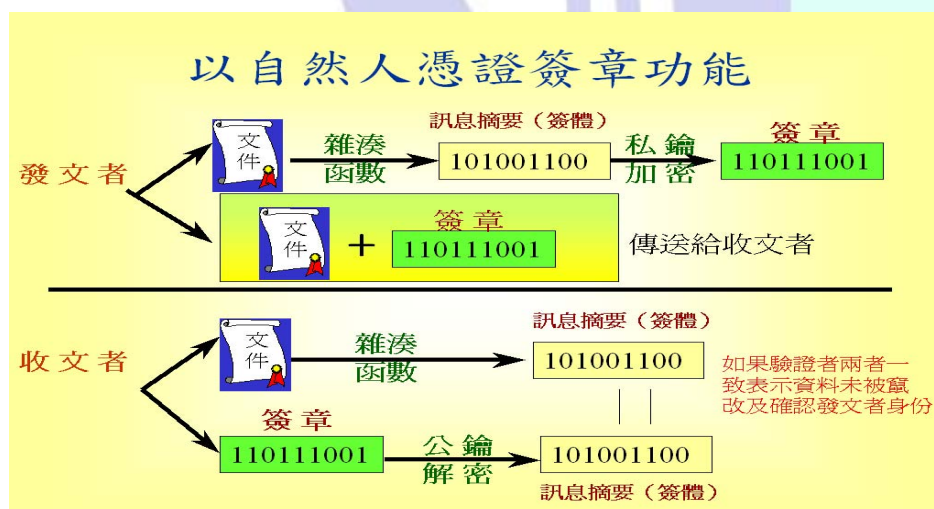 以自然人憑證簽章功能
發文者
文
件
雜湊
函數
訊息摘要（簽體）
101001100
私鑰
加密
簽章
110111001
文
件
+
簽章
110111001
傳送給收文者
收文者
文
件
雜湊
函數
訊息摘要（簽體）
101001100
如果驗證者兩者一
致表示資料未被竄
改及確認發文者身份
簽章
110111001
公鑰
解密
101001100
訊息摘要（簽體）